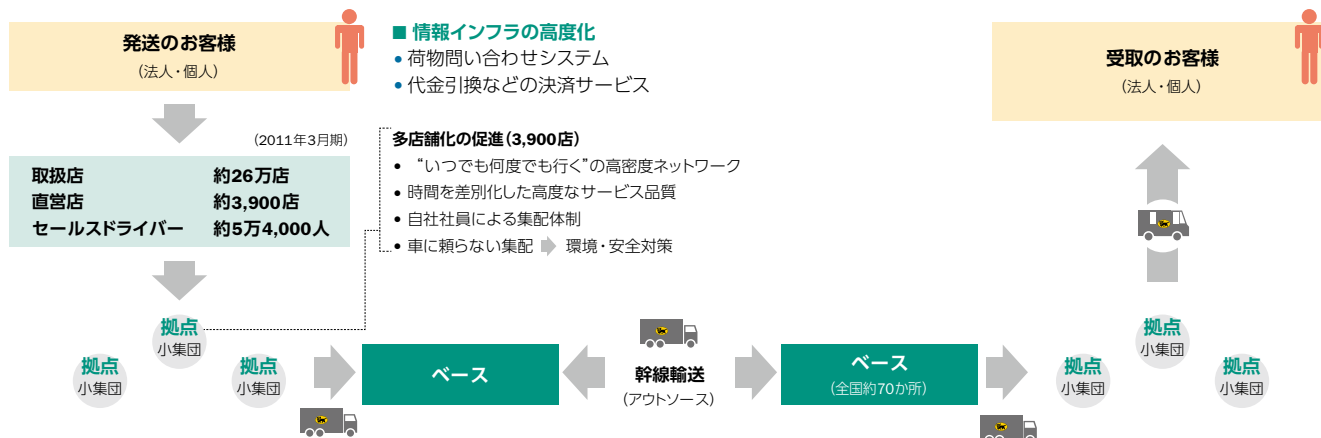 発送のお客様
(法人・個人)
■ 情報インフラの高度化
• 荷物問い合わせシステム
• 代金引換などの決済サービス
受取のお客様
(法人・個人)
(2011年3月期)
取扱店 約26万店
直営店 約3,900店
セールスドライバー 約5万4,000人
多店舗化の促進(3,900店)
• “いつでも何度でも行く”の高密度ネットワーク
• 時間を差別化した高度なサービス品質
• 自社社員による集配体制
• 車に頼らない集配 環境・安全対策
拠点
小集団
拠点
小集団
拠点
小集団
ベース
幹線輸送
(アウトソース)
ベース
(全国約70か所)
拠点
小集団
拠点
小集団
拠点
小集団